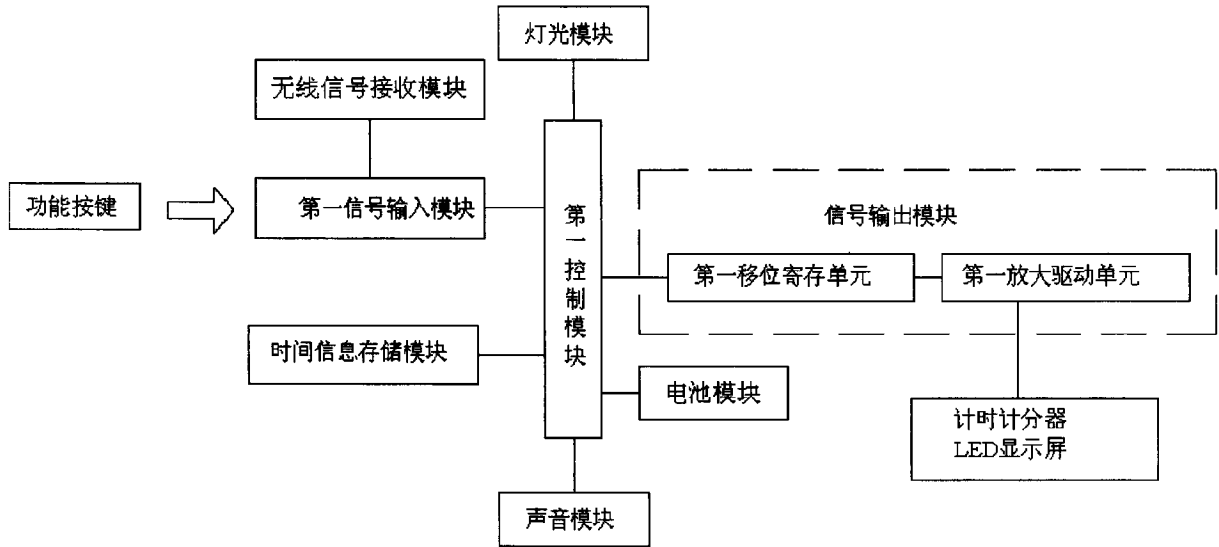 灯光模块
无线信号接收模块
功能按键
第一信号输入模块
第一控制模块
信号输出模块
第一移位寄存单元
第一放大驱动单元
时间信息存储模块
电池模块
计时计分器
LED显示屏
声音模块